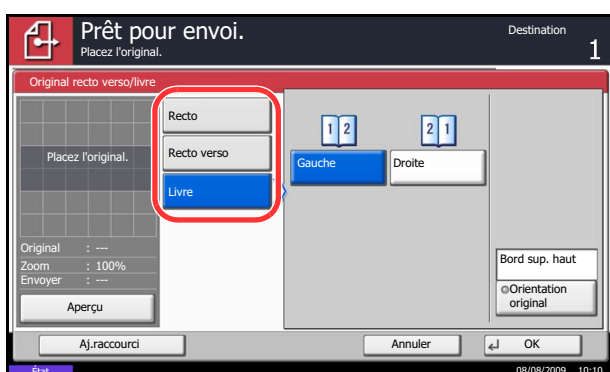 Prêt pour envoi.
Placez l'original.
Destination
1
Original recto verso/livre
Placez l'original.
Original : ---
Zoom : 100%
Envoyer : ---
Aperçu
Recto
Recto verso
Livre
1 2
2 1
Gauche
Droite
Bord sup. haut
Orientation
original
Aj.raccourci
Annuler
OK
État
08/08/2009 10:10